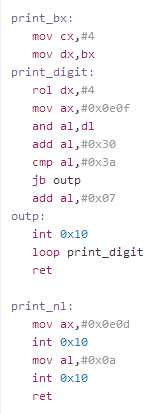 print_bx:
mov cx,#4
mov dx,bx
print_digit:
rol dx,#4
mov ax,#0x0e0f
and al,dl
add al,#0x30
cmp al,#0x3a
jb outp
add al,#0x07
outp:
int 0x10
loop print_digit
ret

print_nl:
mov ax,#0x0e0d
int 0x10
mov al,#0x0a
int 0x10
ret